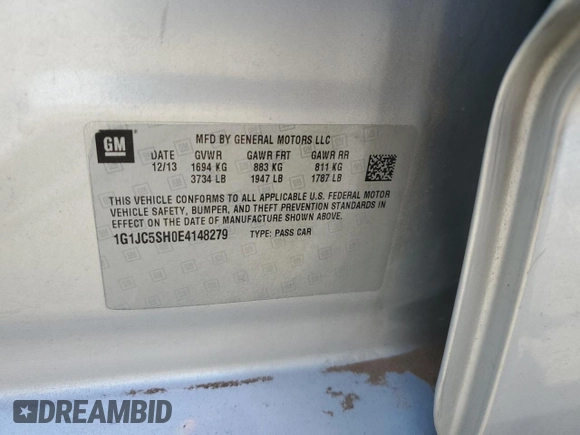 GM
MFD BY GENERAL MOTORS LLC
DATE GVWR GAWR FRT GAWR RR
12/13 1694 KG 883 KG 811 KG
3734 LB 1947 LB 1787 LB
THIS VEHICLE CONFORMS TO ALL APPLICABLE U.S. FEDERAL MOTOR
VEHICLE SAFETY, BUMPER, AND THEFT PREVENTION STANDARDS IN
EFFECT ON THE DATE OF MANUFACTURE SHOWN ABOVE.
1G1JC5SH0E4148279 TYPE: PASS CAR
DREAMBID